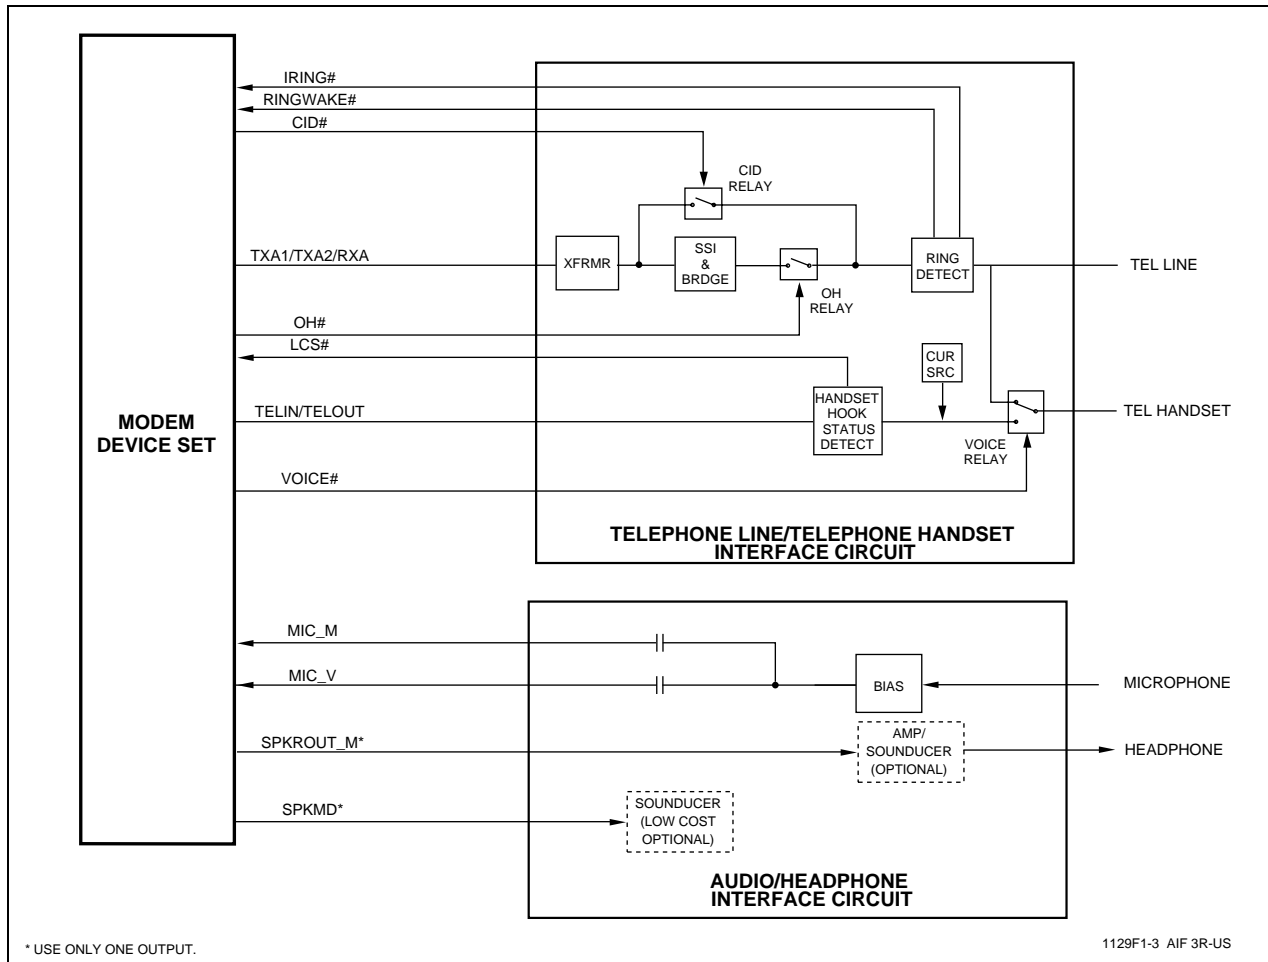 IRING#
RINGWAKE#
CID#
CID
RELAY
TXA1/TXA2/RXA
XFRMR
SSI
&
BRDGE
OH
RELAY
RING
DETECT
TEL LINE
OH#
LCS#
CUR
SRC
MODEM
DEVICE SET
TELIN/TELOUT
HANDSET
HOOK
STATUS
DETECT
VOICE
RELAY
TEL HANDSET
VOICE#
TELEPHONE LINE/TELEPHONE HANDSET
INTERFACE CIRCUIT
MIC_M
MIC_V
BIAS
MICROPHONE
SPKROUT_M*
AMP/
SOUNDUCER
(OPTIONAL)
HEADPHONE
SPKMD*
SOUNDUCER
(LOW COST
OPTIONAL)
AUDIO/HEADPHONE
INTERFACE CIRCUIT
* USE ONLY ONE OUTPUT.
1129F1-3 AIF 3R-US